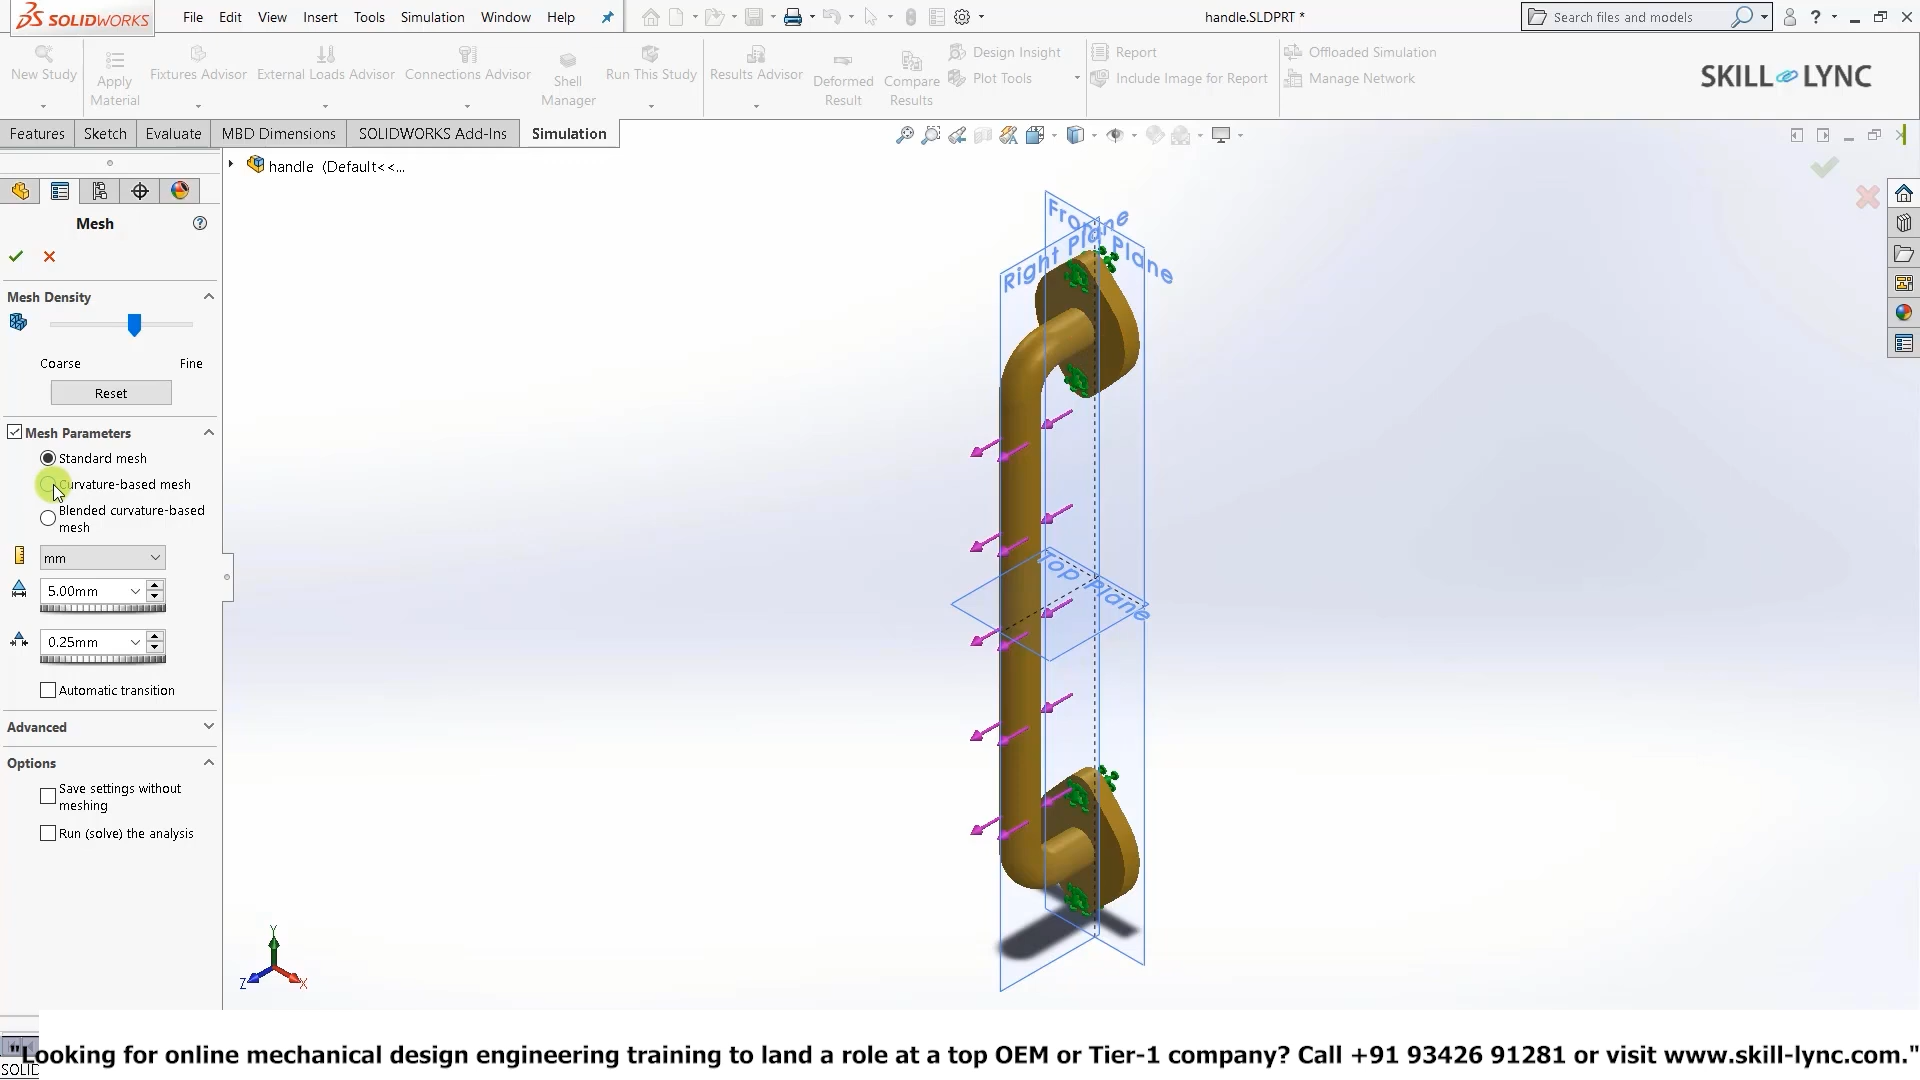 SOLIDWORKS
File Edit View Insert Tools Simulation Window Help
handle.SLDPRT *
Search files and models
New Study
Apply Material
Fixtures Advisor
External Loads Advisor
Connections Advisor
Shell Manager
Run This Study
Results Advisor
Deformed Result
Compare Results
Design Insight
Plot Tools
Report
Include Image for Report
Offloaded Simulation
Manage Network
SKILL LYNC
Features Sketch Evaluate MBD Dimensions SOLIDWORKS Add-Ins Simulation
handle (Default<<...
Mesh
Mesh Density
Coarse Fine
Reset
Mesh Parameters
Standard mesh
Curvature-based mesh
Blended curvature-based
mesh
mm
5.00mm
0.25mm
Automatic transition
Advanced
Options
Save settings without
meshing
Run (solve) the analysis
Right Plane
Plane
Top Plane
Y
Z
X
"Looking for online mechanical design engineering training to land a role at a top OEM or Tier-1 company? Call +91 93426 91281 or visit www.skill-lync.com."
SOLID